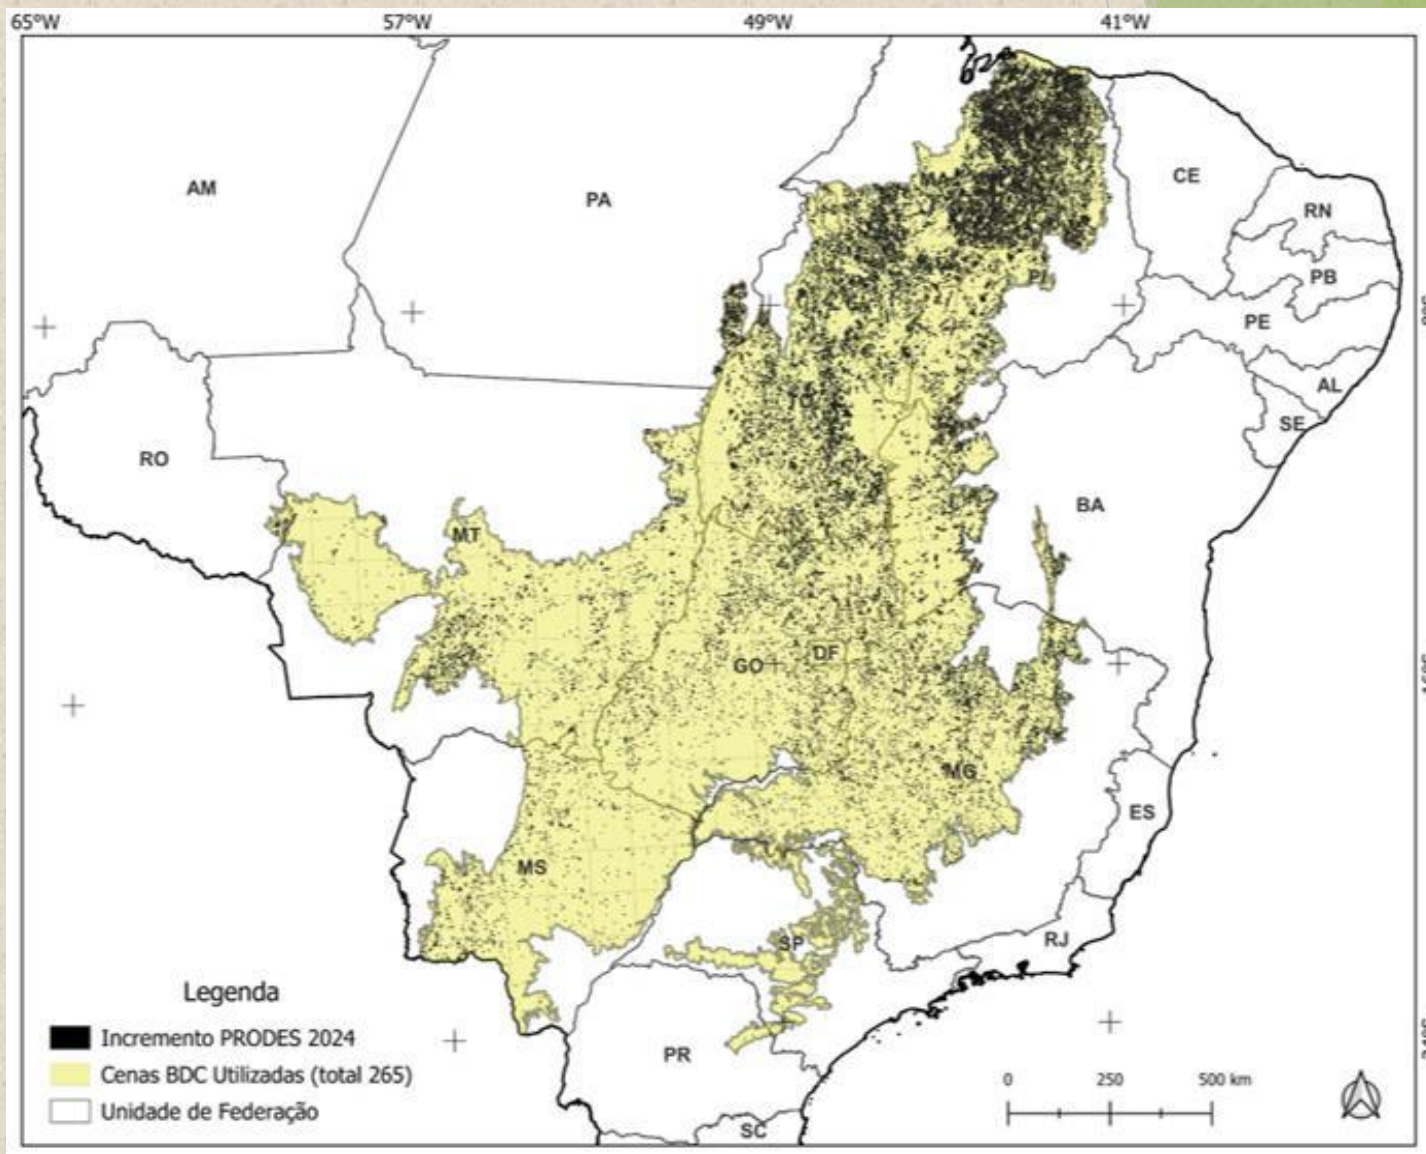 65°W 57°W 49°W 41°W
AM
PA
MA
CE
RN
PB
PI
PE
AL
SE
TO
RO
BA
MT
GO
DF
MG
ES
MS
SP
RJ
PR
SC
Legenda
Incremento PRODES 2024
Cenas BDC Utilizadas (total 265)
Unidade de Federação
0 250 500 km